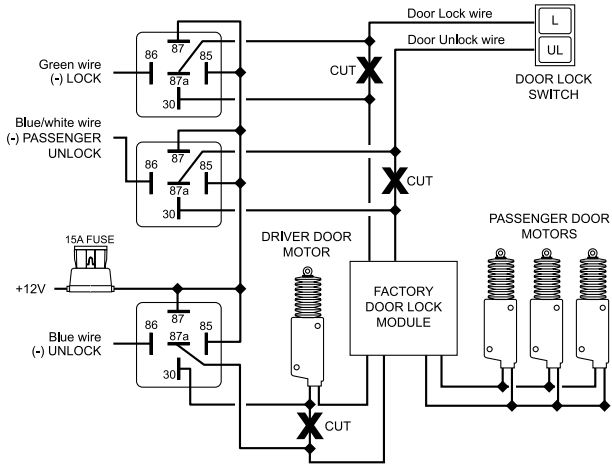 Door Lock wire
L
87
86
85
Green wire
(-) LOCK
87a
30
CUT
Door Unlock wire
UL
DOOR LOCK
SWITCH
Blue/white wire
(-) PASSENGER
UNLOCK
87
86
85
87a
30
CUT
15A FUSE
+12V
DRIVER DOOR
MOTOR
PASSENGER DOOR
MOTORS
FACTORY
DOOR LOCK
MODULE
87
86
85
Blue wire
(-) UNLOCK
87a
30
CUT